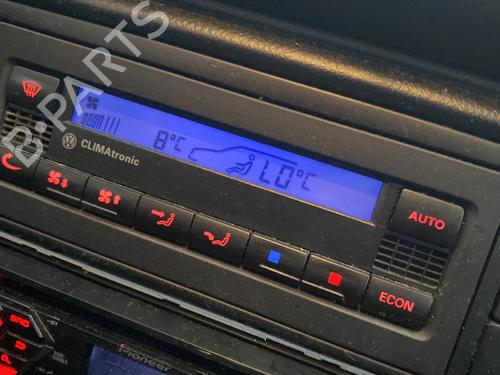 B-PARTS
8°C
LO°C
CLIMAtronic
AUTO
ECON
Pioneer